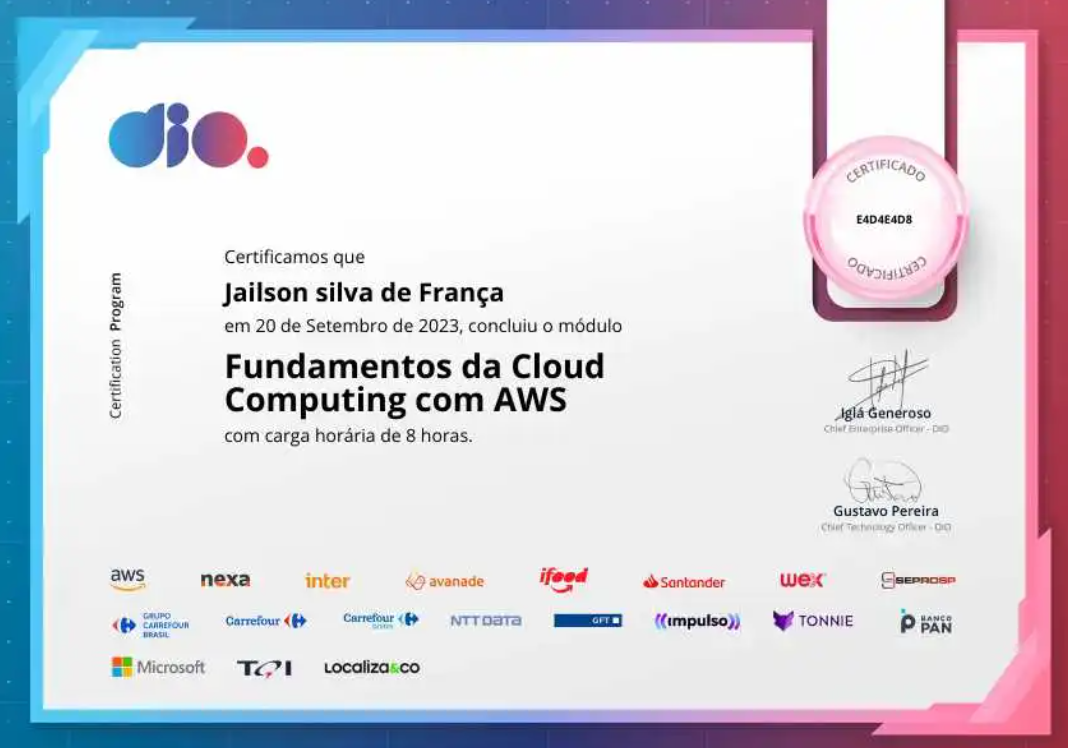 dio.
CERTIFICADO
E4D4E4D8
CERTIFICADO
Certification Program
Certificamos que
Jailson silva de França
em 20 de Setembro de 2023, concluiu o módulo
Fundamentos da Cloud
Computing com AWS
com carga horária de 8 horas.
Iglá Generoso
Chief Enterprise Officer - DIO
Gustavo Pereira
Chief Technology Officer - DIO
aws nexa inter avanade ifood Santander wex SEPROSP
GRUPO
CARREFOUR
BRASIL
Carrefour Carrefour NTT DATA GFT ((impulso)) TONNIE BANCO
PAN
Microsoft Localiza&co